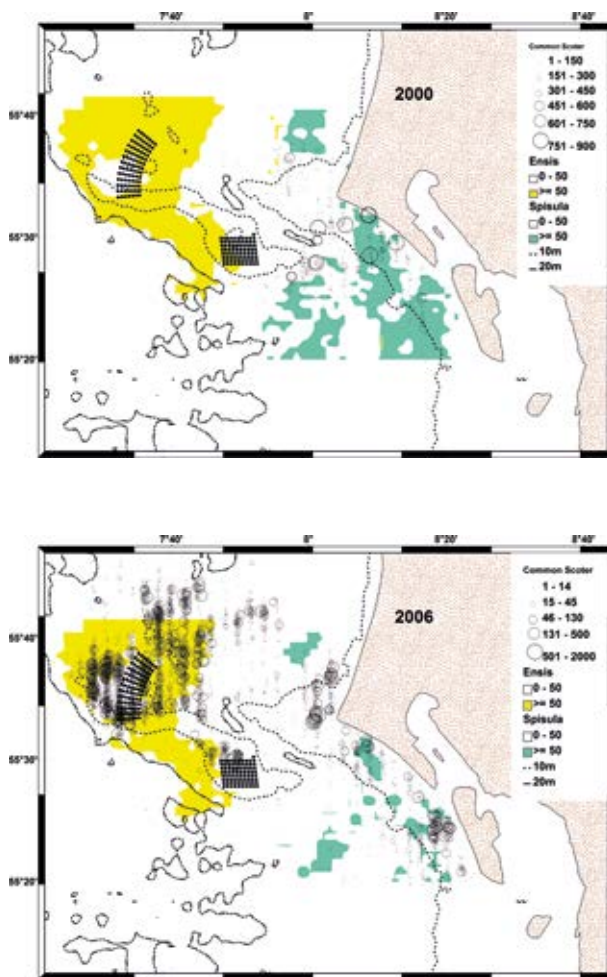 7°40' 8° 8°20' 8°40'
Common Scoter
1 - 150
151 - 300
301 - 450
451 - 600
601 - 750
751 - 900
Ensis
0 - 50
>= 50
Spisula
0 - 50
>= 50
10m
20m
2000
55°40'
55°30'
55°20'
7°40' 8° 8°20' 8°40'
Common Scoter
1 - 14
15 - 45
46 - 130
131 - 500
501 - 2000
Ensis
0 - 50
>= 50
Spisula
0 - 50
>= 50
10m
20m
2006
55°40'
55°30'
55°20'